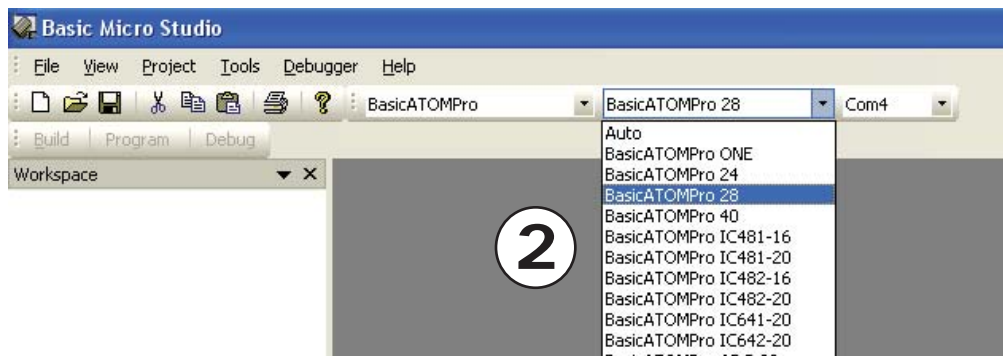 Basic Micro Studio
File View Project Tools Debugger Help
BasicATOMPro BasicATOMPro 28 Com4
Build Program Debug
Workspace
Auto
BasicATOMPro ONE
BasicATOMPro 24
BasicATOMPro 28
BasicATOMPro 40
BasicATOMPro IC481-16
BasicATOMPro IC481-20
BasicATOMPro IC482-16
BasicATOMPro IC482-20
BasicATOMPro IC641-20
BasicATOMPro IC642-20
2